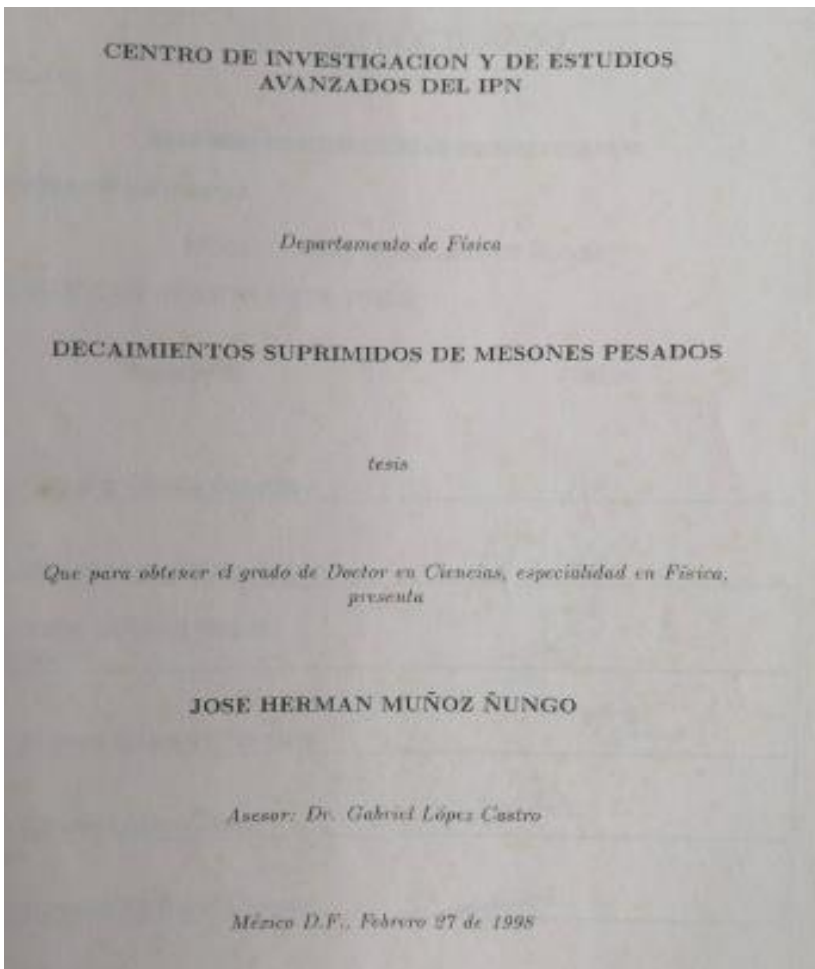 CENTRO DE INVESTIGACION Y DE ESTUDIOS
AVANZADOS DEL IPN
Departamento de Física
DECAIMIENTOS SUPRIMIDOS DE MESONES PESADOS
tesis
Que para obtener el grado de Doctor en Ciencias, especialidad en Física,
presenta
JOSE HERMAN MUÑOZ ÑUNGO
Asesor: Dr. Gabriel López Castro
México D.F., Febrero 27 de 1998